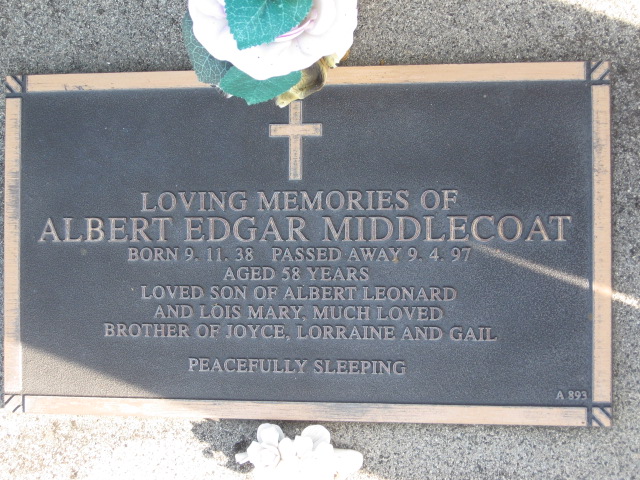 LOVING MEMORIES OF
ALBERT EDGAR MIDDLECOAT
BORN 9. 11. 38 PASSED AWAY 9. 4. 97
AGED 58 YEARS
LOVED SON OF ALBERT LEONARD
AND LOIS MARY, MUCH LOVED
BROTHER OF JOYCE, LORRAINE AND GAIL
PEACEFULLY SLEEPING
A 893